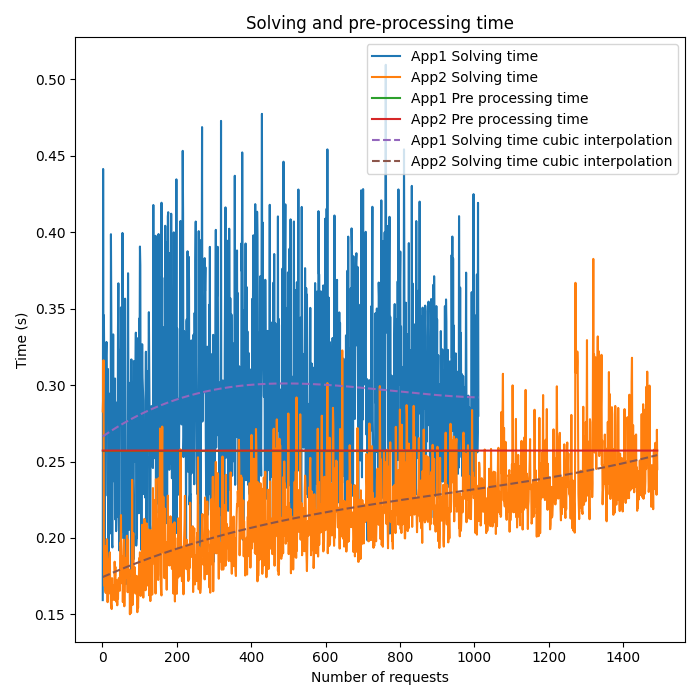 Solving and pre-processing time
App1 Solving time
App2 Solving time
App1 Pre processing time
App2 Pre processing time
App1 Solving time cubic interpolation
App2 Solving time cubic interpolation
0.50
0.45
0.40
0.35
0.30
0.25
0.20
0.15
Time (s)
0 200 400 600 800 1000 1200 1400
Number of requests